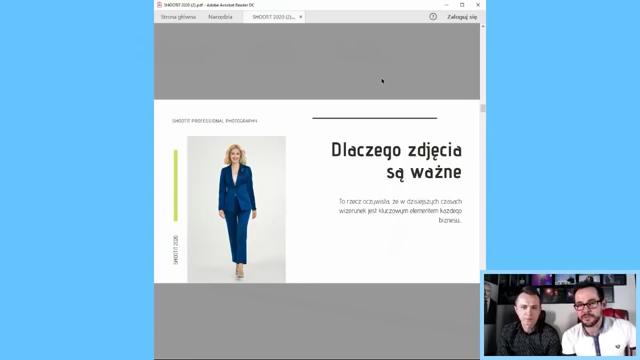 SHOOTIT 2020 (2).pdf - Adobe Acrobat Reader DC
Strona główna
Narzędzia
SHOOTIT 2020 (2)....
Zaloguj się
SHOOTIT PROFESSIONAL PHOTOGRAPHY
SHOOTIT 2020
Dlaczego zdjęcia
są ważne
To rzecz oczywista, że w dzisiejszych czasach
wizerunek jest kluczowym elementem każdego
biznesu.